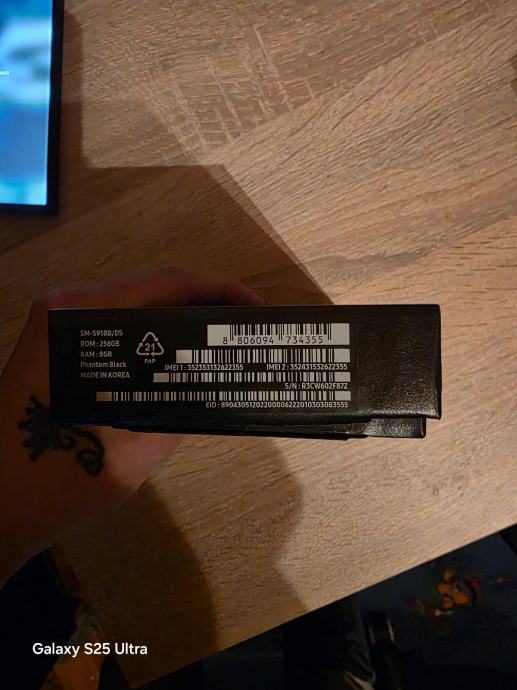 SM-S918B/DS
ROM : 256GB
RAM : 8GB
Phantom Black
MADE IN KOREA
21
PAP
8 806094 734355
IMEI 1 : 352353132622355 IMEI 2 : 352431532622355
S/N : R3CW602F87Z
EID : 89043051202200006222010303083555
Galaxy S25 Ultra